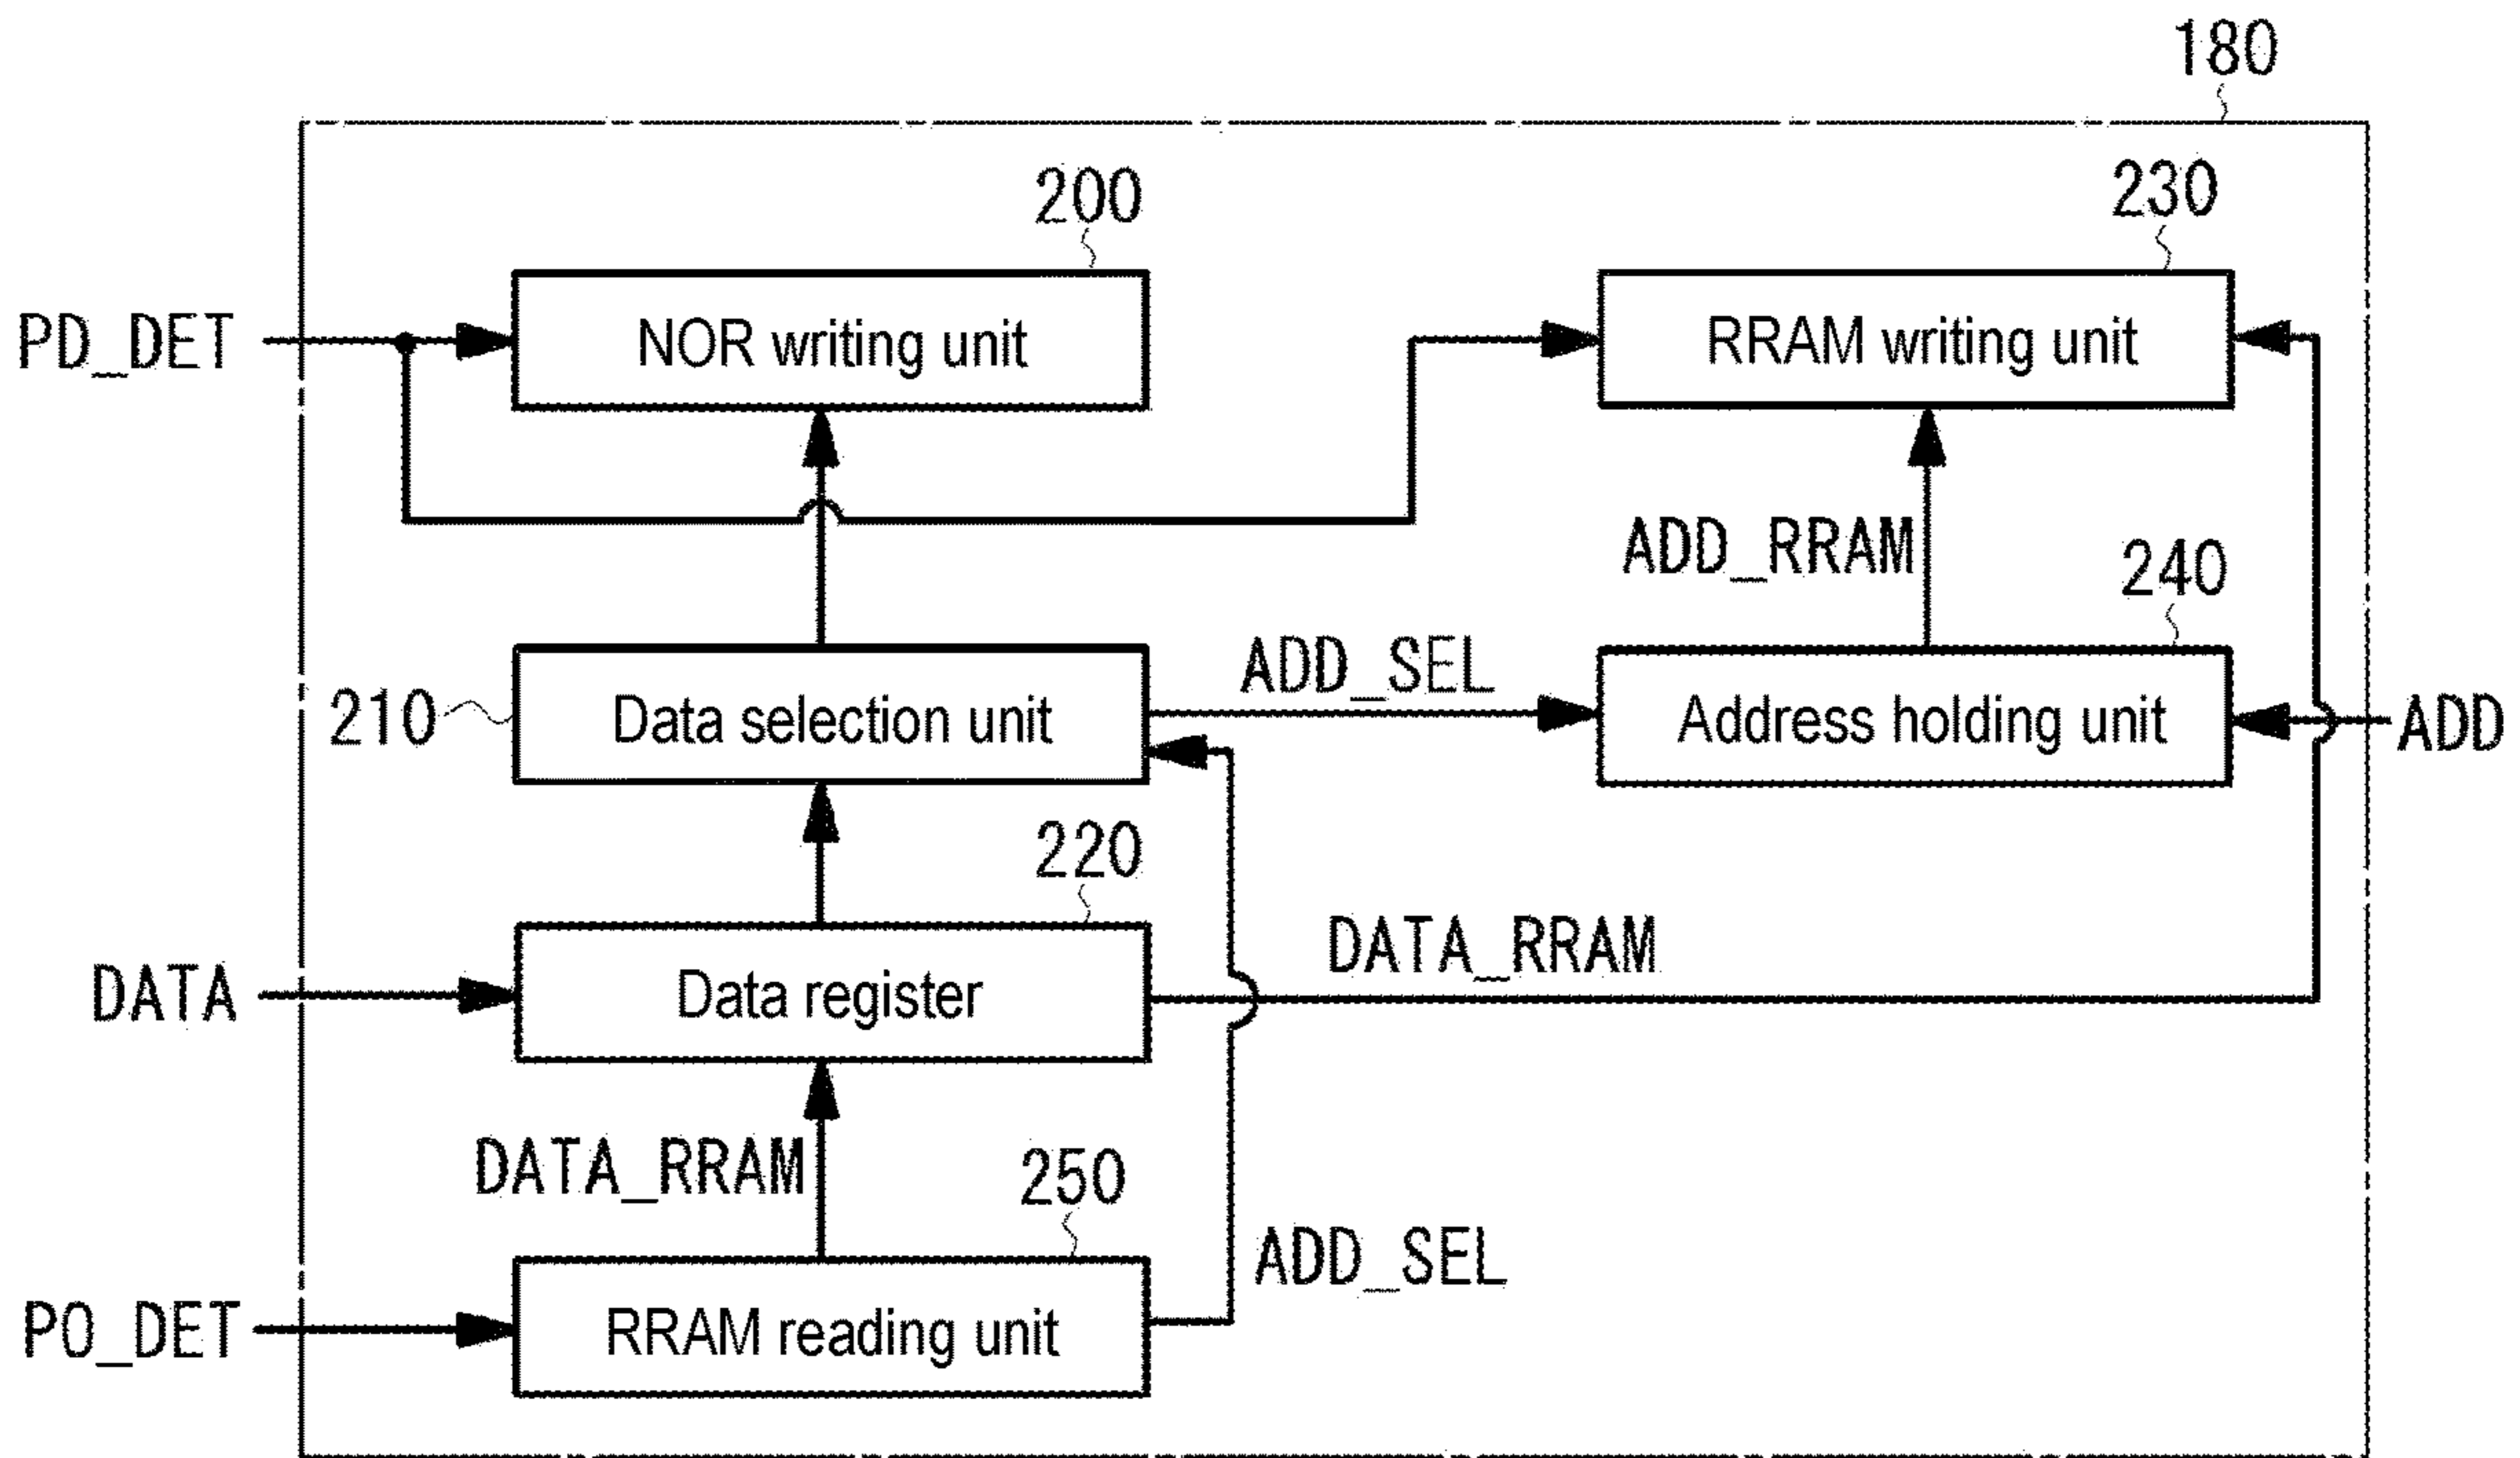 180
200
230
PD_DET
NOR writing unit
RRAM writing unit
ADD_RRAM
240
210
Data selection unit
ADD_SEL
Address holding unit
ADD
220
DATA
Data register
DATA_RRAM
DATA_RRAM
250
ADD_SEL
PO_DET
RRAM reading unit